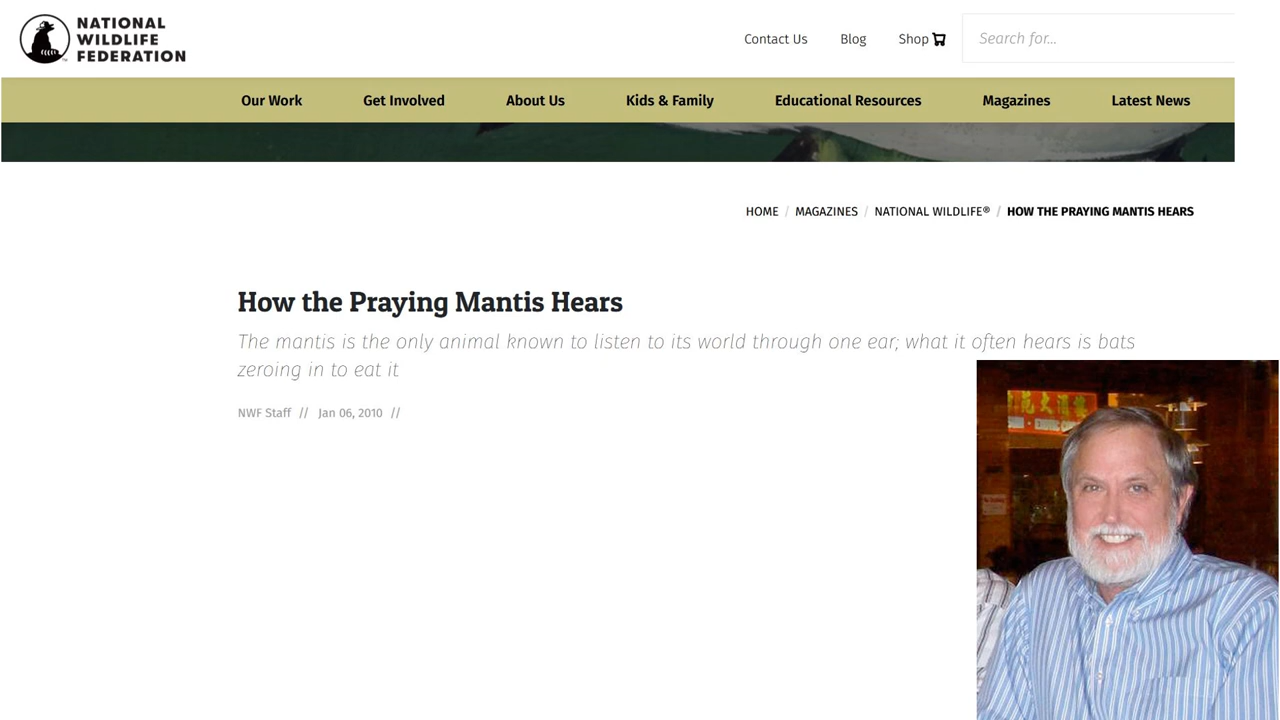 NATIONAL
WILDLIFE
FEDERATION
Contact Us Blog Shop Search for...
Our Work Get Involved About Us Kids & Family Educational Resources Magazines Latest News
HOME / MAGAZINES / NATIONAL WILDLIFE® / HOW THE PRAYING MANTIS HEARS
How the Praying Mantis Hears
The mantis is the only animal known to listen to its world through one ear; what it often hears is bats
zeroing in to eat it
NWF Staff // Jan 06, 2010 //